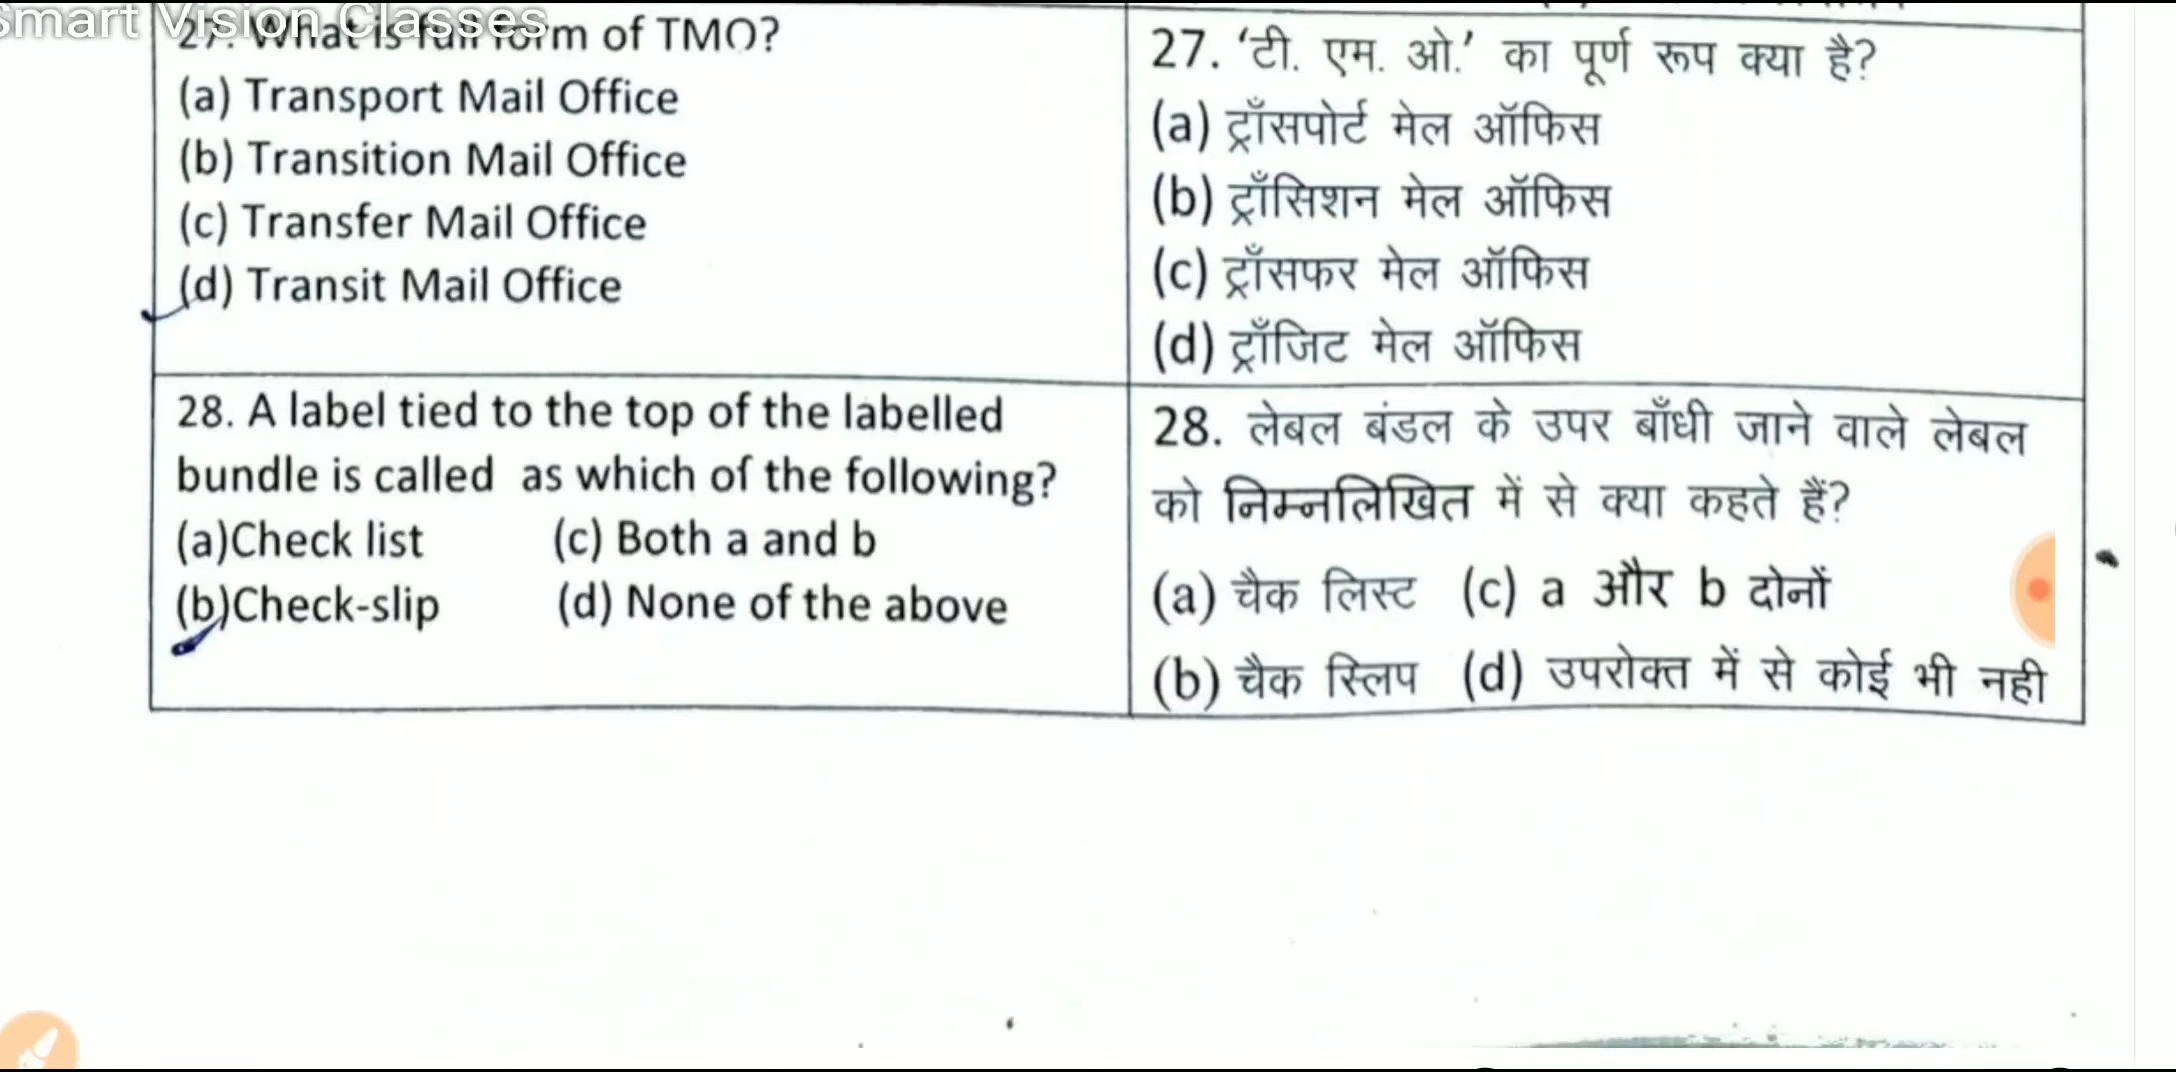 Smart Vision Classes
27. What is full form of TMO?
(a) Transport Mail Office
(b) Transition Mail Office
(c) Transfer Mail Office
(d) Transit Mail Office
28. A label tied to the top of the labelled
bundle is called as which of the following?
(a)Check list (c) Both a and b
(b)Check-slip (d) None of the above
27. ‘टी. एम. ओ.’ का पूर्ण रूप क्या है?
(a) ट्राँसपोर्ट मेल ऑफिस
(b) ट्राँसिशन मेल ऑफिस
(c) ट्राँसफर मेल ऑफिस
(d) ट्राँजिट मेल ऑफिस
28. लेबल बंडल के उपर बाँधी जाने वाले लेबल
को निम्नलिखित में से क्या कहते हैं?
(a) चैक लिस्ट (c) a और b दोनों
(b) चैक स्लिप (d) उपरोक्त में से कोई भी नही